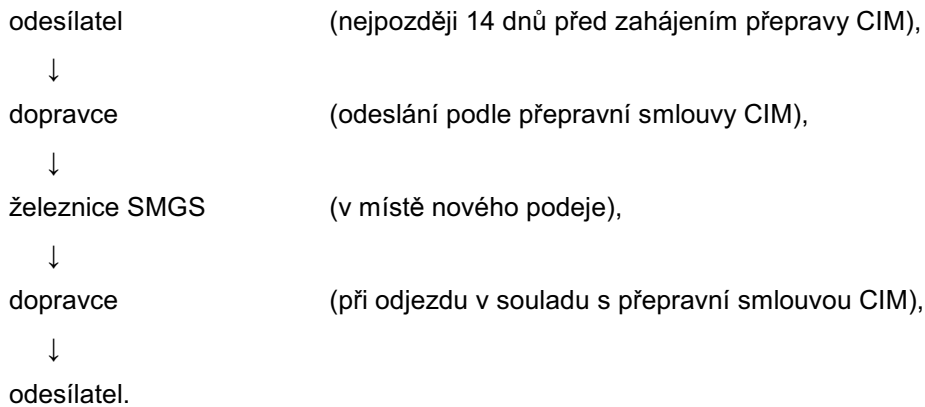 odesílatel (nejpozději 14 dnů před zahájením přepravy CIM),
↓
dopravce (odeslání podle přepravní smlouvy CIM),
↓
železnice SMGS (v místě nového podeje),
↓
dopravce (při odjezdu v souladu s přepravní smlouvou CIM),
↓
odesílatel.